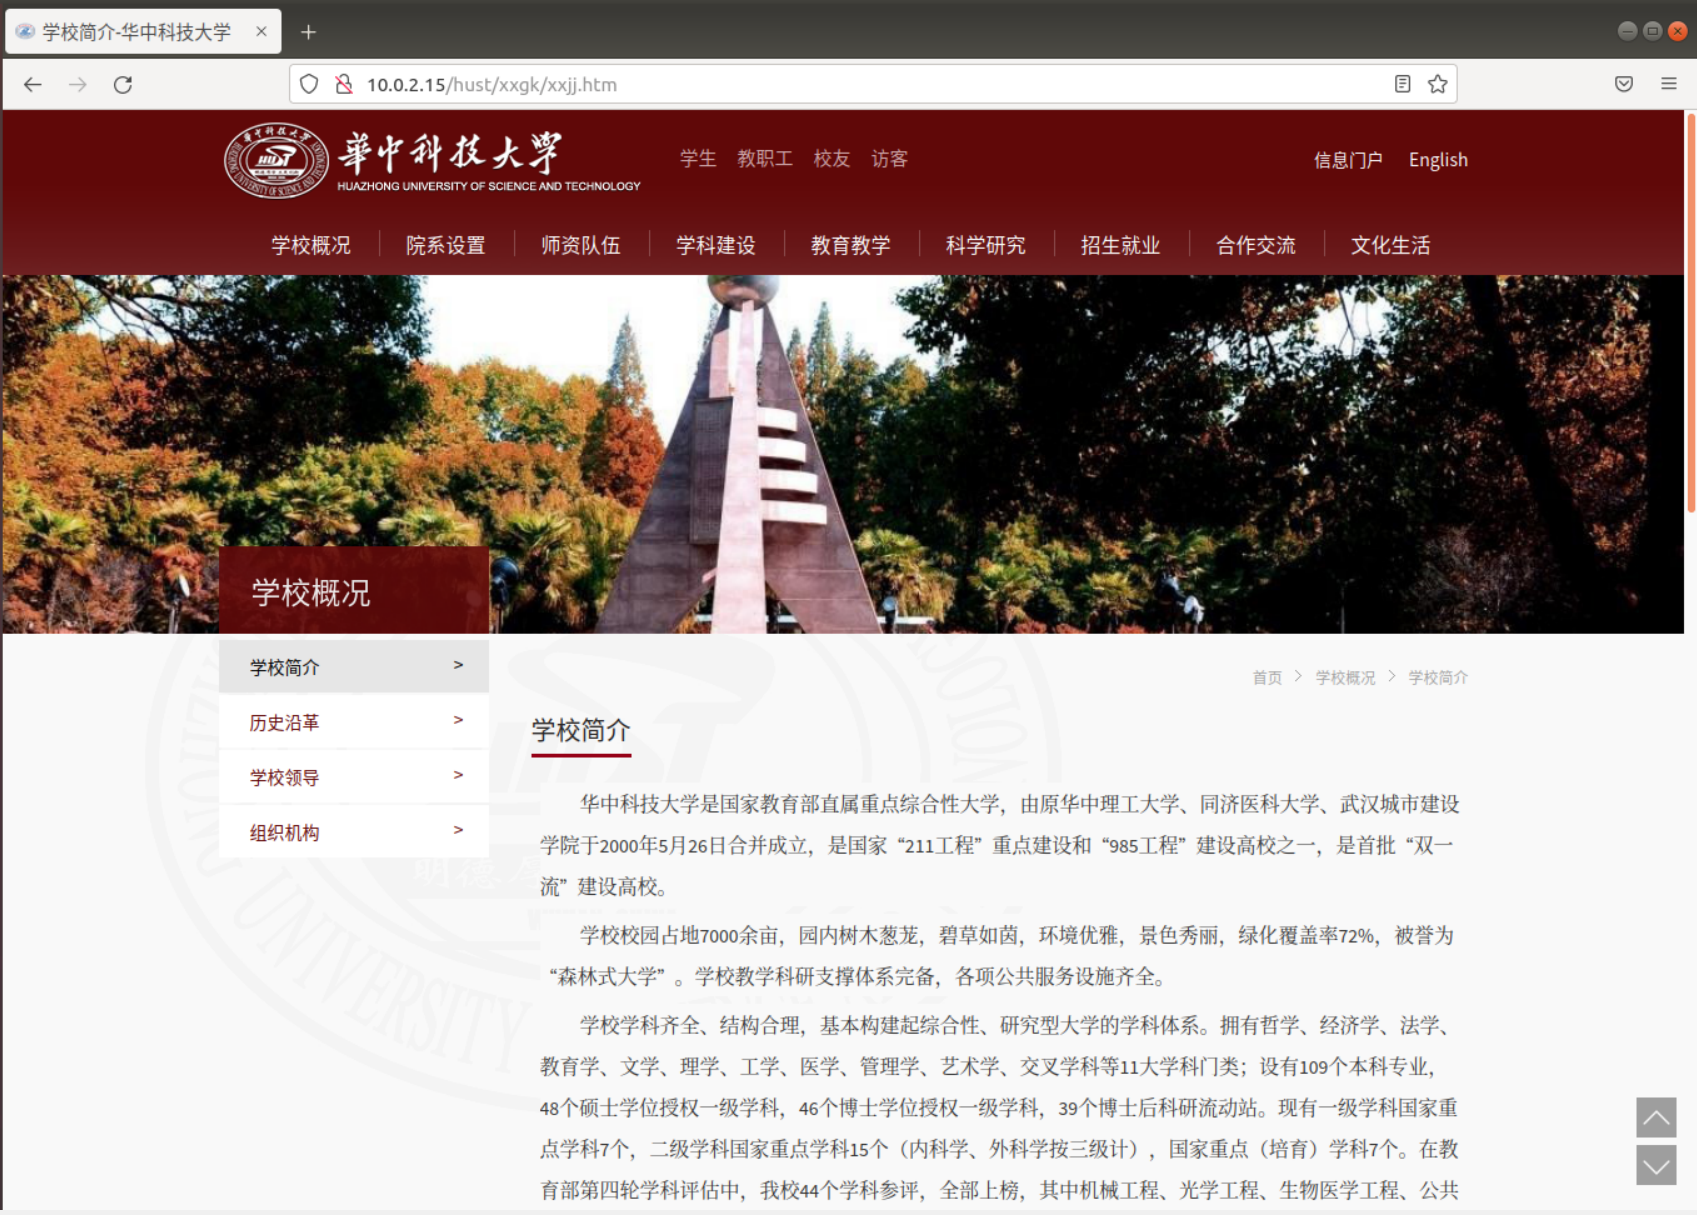 学校简介-华中科技大学
10.0.2.15/hust/xxgk/xxjj.htm
華中科技大學
HUAZHONG UNIVERSITY OF SCIENCE AND TECHNOLOGY
学生 教职工 校友 访客
信息门户 English
学校概况 院系设置 师资队伍 学科建设 教育教学 科学研究 招生就业 合作交流 文化生活
学校概况
学校简介 >
历史沿革 >
学校领导 >
组织机构 >
首页 > 学校概况 > 学校简介
学校简介
华中科技大学是国家教育部直属重点综合性大学，由原华中理工大学、同济医科大学、武汉城市建设
学院于2000年5月26日合并成立，是国家“211工程”重点建设和“985工程”建设高校之一，是首批“双一
流”建设高校。
学校校园占地7000余亩，园内树木葱茏，碧草如茵，环境优雅，景色秀丽，绿化覆盖率72%，被誉为
“森林式大学”。学校教学科研支撑体系完备，各项公共服务设施齐全。
学校学科齐全、结构合理，基本构建起综合性、研究型大学的学科体系。拥有哲学、经济学、法学、
教育学、文学、理学、工学、医学、管理学、艺术学、交叉学科等11大学科门类；设有109个本科专业，
48个硕士学位授权一级学科，46个博士学位授权一级学科，39个博士后科研流动站。现有一级学科国家重
点学科7个，二级学科国家重点学科15个（内科学、外科学按三级计），国家重点（培育）学科7个。在教
育部第四轮学科评估中，我校44个学科参评，全部上榜，其中机械工程、光学工程、生物医学工程、公共